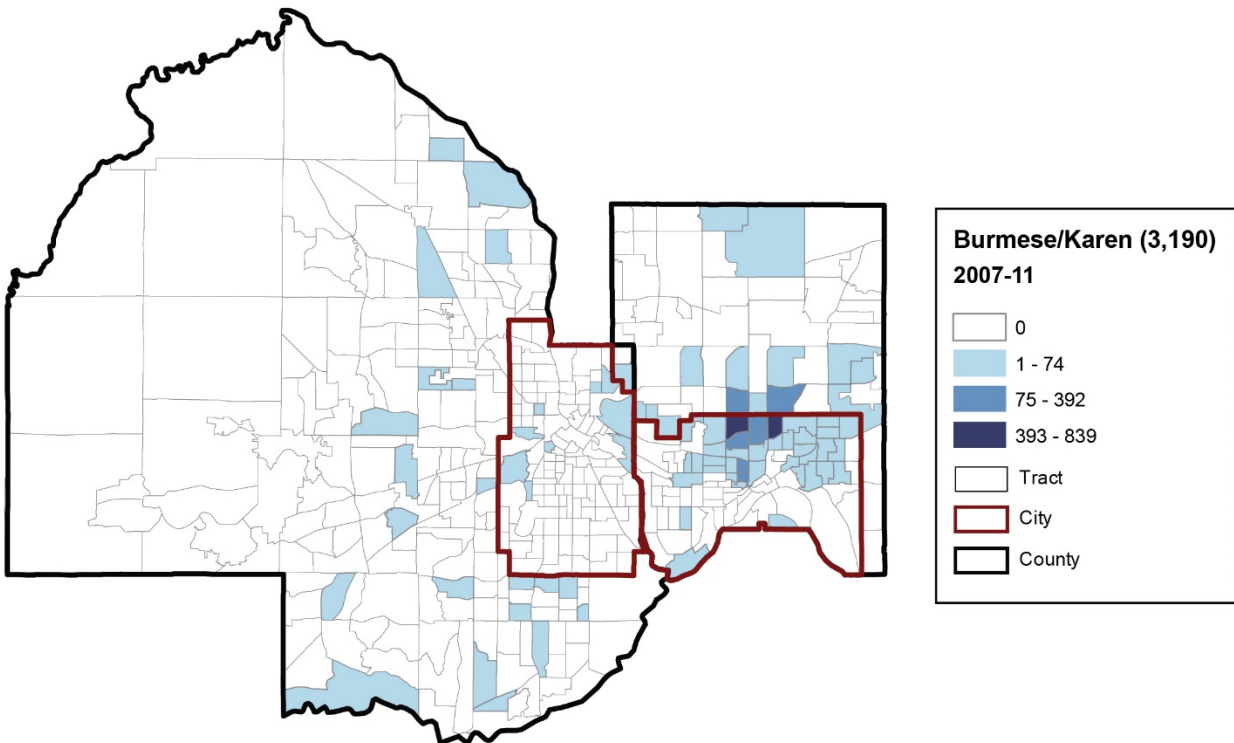 Burmese/Karen (3,190)
2007-11
0
1 - 74
75 - 392
393 - 839
Tract
City
County